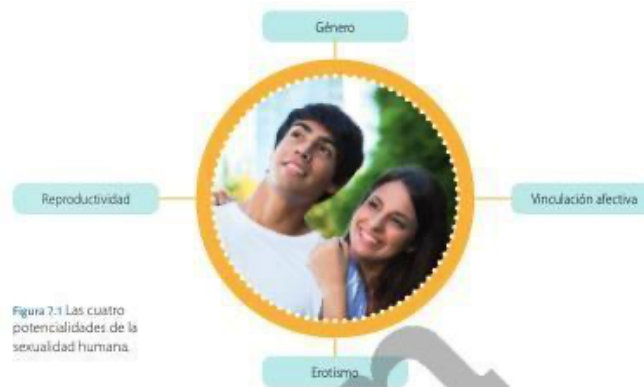 Género
Reproductividad
Vinculación afectiva
Figura 7.1 Las cuatro
potencialidades de la
sexualidad humana.
Erotismo